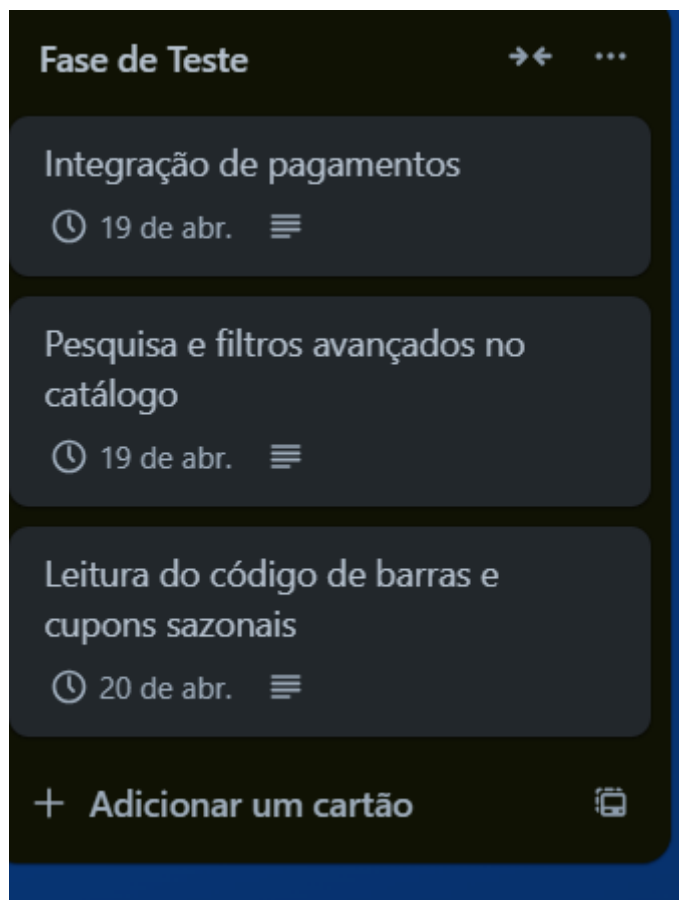 Fase de Teste
Integração de pagamentos
19 de abr.
Pesquisa e filtros avançados no
catálogo
19 de abr.
Leitura do código de barras e
cupons sazonais
20 de abr.
Adicionar um cartão